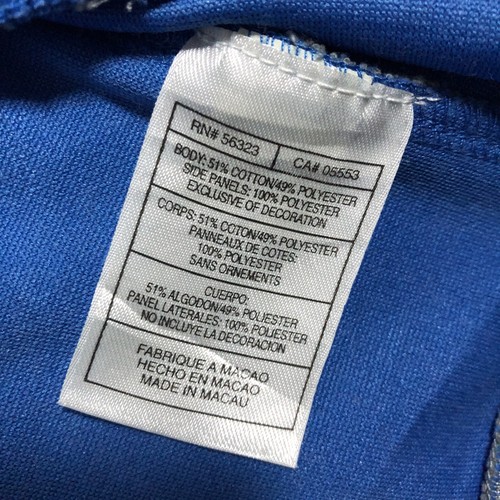 RN# 56323 CA# 05553
BODY: 51% COTTON/49% POLYESTER
SIDE PANELS: 100% POLYESTER
EXCLUSIVE OF DECORATION
CORPS: 51% COTON/49% POLYESTER
PANNEAUX DE COTES:
100% POLYESTER
SANS ORNEMENTS
CUERPO:
51% ALGODON/49% POLIESTER
PANEL LATERALES: 100% POLIESTER
NO INCLUYE LA DECORACION
FABRIQUE A MACAO
HECHO EN MACAO
MADE IN MACAU